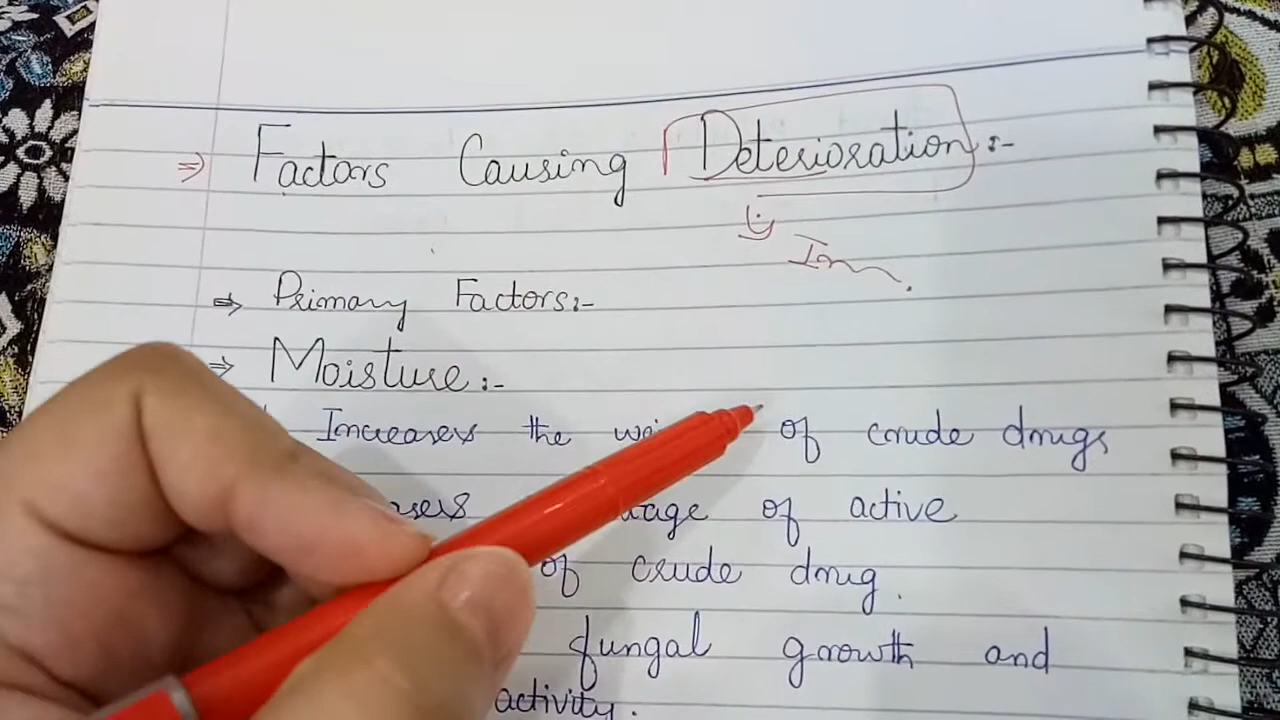 ⇒ Factors Causing Deterioration :-
⇒ Primary Factors:-
⇒ Moisture :-
Increases the of crude drugs
of active
of crude drug.
fungal growth and
activity.